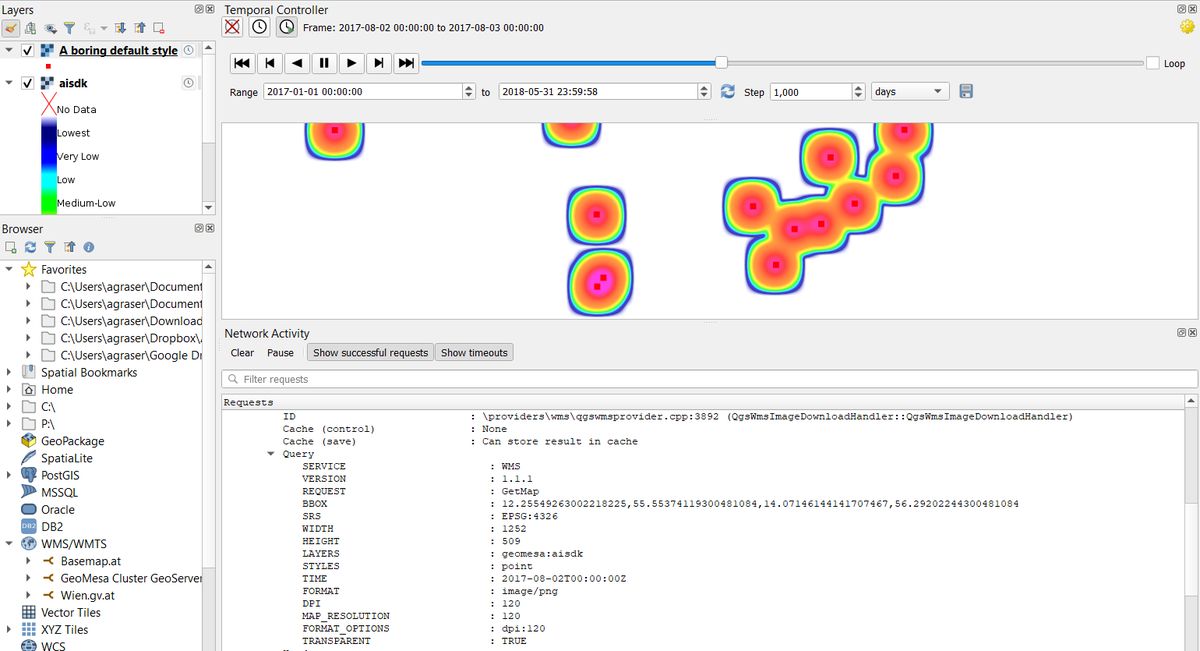 Layers
A boring default style
aisdk
No Data
Lowest
Very Low
Low
Medium-Low
Browser
Favorites
C:\Users\agraser\Document
C:\Users\agraser\Document
C:\Users\agraser\Download
C:\Users\agraser\Dropbox\
C:\Users\agraser\Google Dr
Spatial Bookmarks
Home
C:\
P:\
GeoPackage
SpatiaLite
PostGIS
MSSQL
Oracle
DB2
DB2
WMS/WMTS
Basemap.at
GeoMesa Cluster GeoServer
Wien.gv.at
Vector Tiles
XYZ Tiles
WCS
Temporal Controller
Frame: 2017-08-02 00:00:00 to 2017-08-03 00:00:00
Loop
Range 2017-01-01 00:00:00 to 2018-05-31 23:59:58 Step 1,000 days
Network Activity
Clear Pause Show successful requests Show timeouts
Filter requests
Requests
ID : \providers\wms\qgswmsprovider.cpp:3892 (QgsWmsImageDownloadHandler::QgsWmsImageDownloadHandler)
Cache (control) : None
Cache (save) : Can store result in cache
Query
SERVICE : WMS
VERSION : 1.1.1
REQUEST : GetMap
BBOX : 12.25549263002218225,55.55374119300481084,14.07146144141707467,56.29202244300481084
SRS : EPSG:4326
WIDTH : 1252
HEIGHT : 509
LAYERS : geomesa:aisdk
STYLES : point
TIME : 2017-08-02T00:00:00Z
FORMAT : image/png
DPI : 120
MAP_RESOLUTION : 120
FORMAT_OPTIONS : dpi:120
TRANSPARENT : TRUE